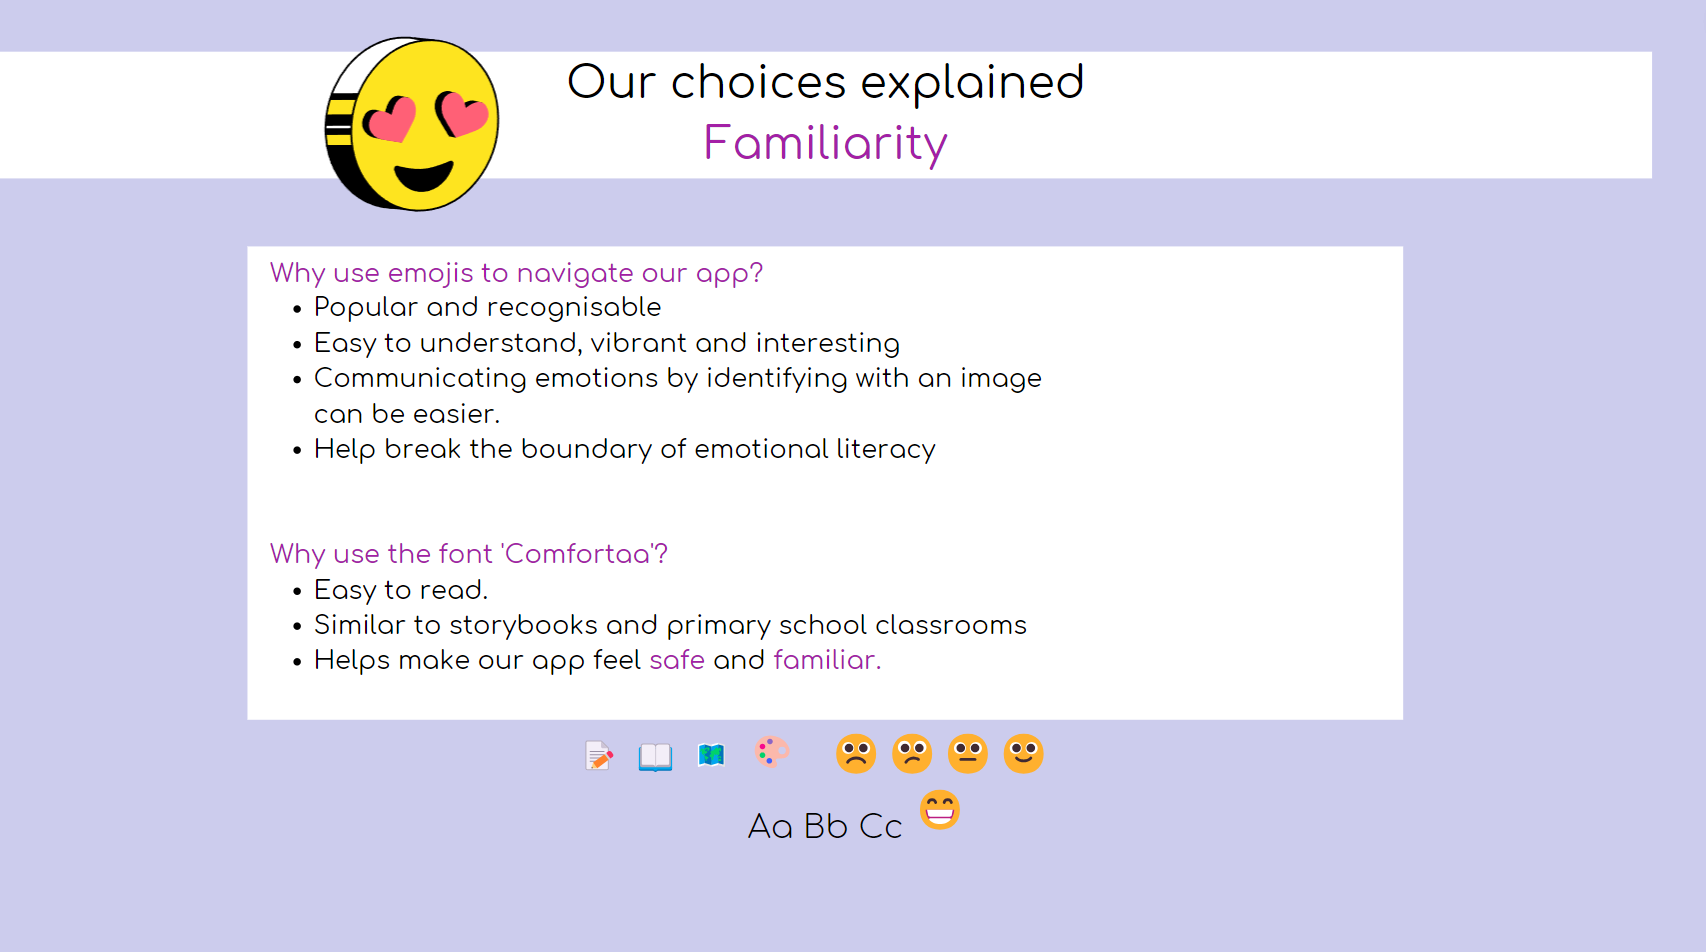 Our choices explained
Familiarity
Why use emojis to navigate our app?
• Popular and recognisable
• Easy to understand, vibrant and interesting
• Communicating emotions by identifying with an image
can be easier.
• Help break the boundary of emotional literacy
Why use the font 'Comfortaa'?
• Easy to read.
• Similar to storybooks and primary school classrooms
• Helps make our app feel safe and familiar.
Aa Bb Cc